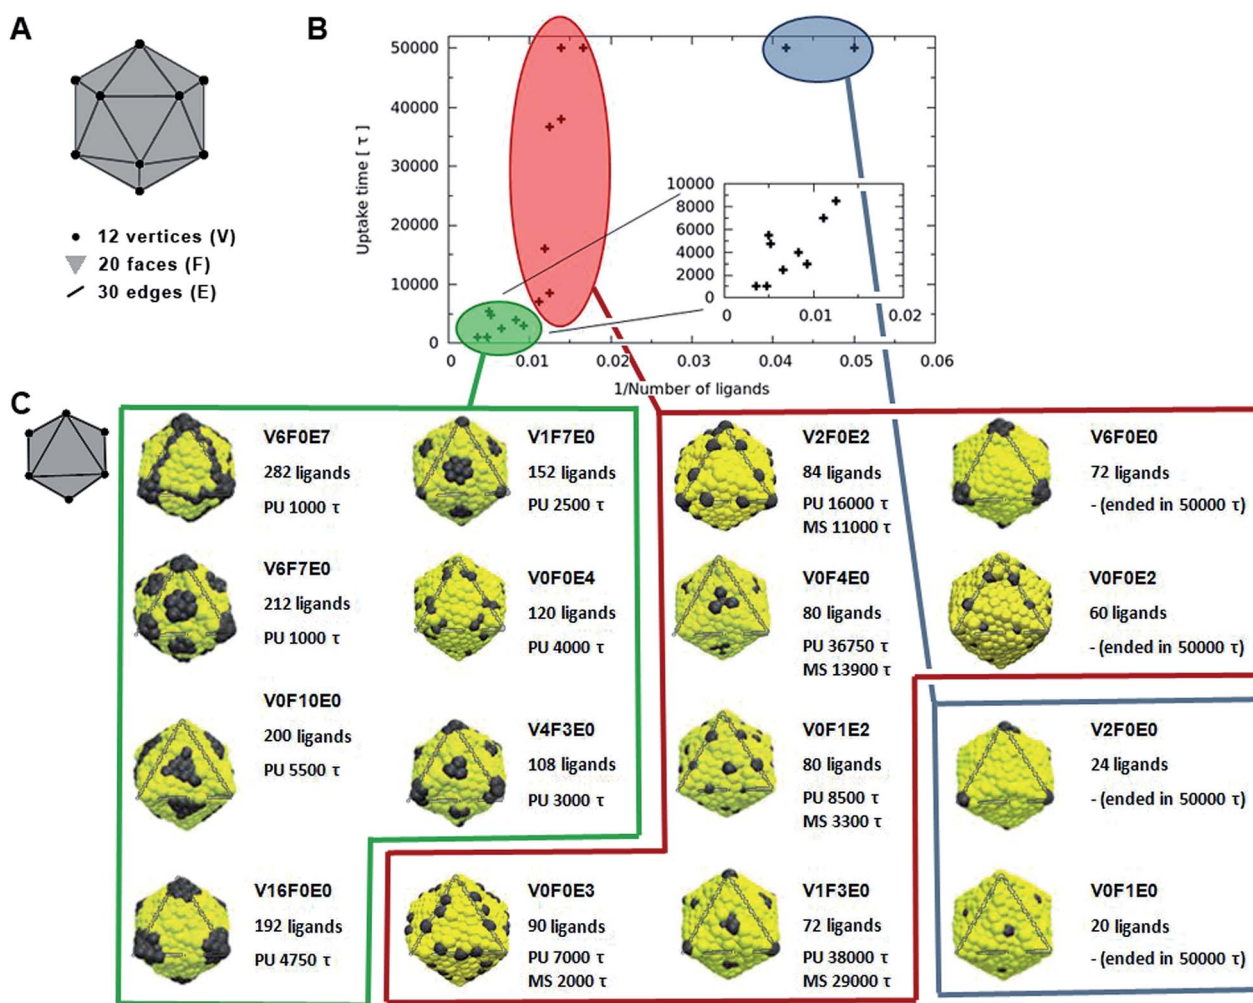 A
12 vertices (V)
20 faces (F)
30 edges (E)
B
Uptake time [ τ ]
50000
40000
30000
20000
10000
0
0 0.01 0.02 0.03 0.04 0.05 0.06
1/Number of ligands
10000
8000
6000
4000
2000
0
0 0.01 0.02
C
V6F0E7
282 ligands
PU 1000 τ
V1F7E0
152 ligands
PU 2500 τ
V2F0E2
84 ligands
PU 16000 τ
MS 11000 τ
V6F0E0
72 ligands
- (ended in 50000 τ)
V6F7E0
212 ligands
PU 1000 τ
V0F0E4
120 ligands
PU 4000 τ
V0F4E0
80 ligands
PU 36750 τ
MS 13900 τ
V0F0E2
60 ligands
- (ended in 50000 τ)
V0F10E0
200 ligands
PU 5500 τ
V4F3E0
108 ligands
PU 3000 τ
V0F1E2
80 ligands
PU 8500 τ
MS 3300 τ
V2F0E0
24 ligands
- (ended in 50000 τ)
V16F0E0
192 ligands
PU 4750 τ
V0F0E3
90 ligands
PU 7000 τ
MS 2000 τ
V1F3E0
72 ligands
PU 38000 τ
MS 29000 τ
V0F1E0
20 ligands
- (ended in 50000 τ)